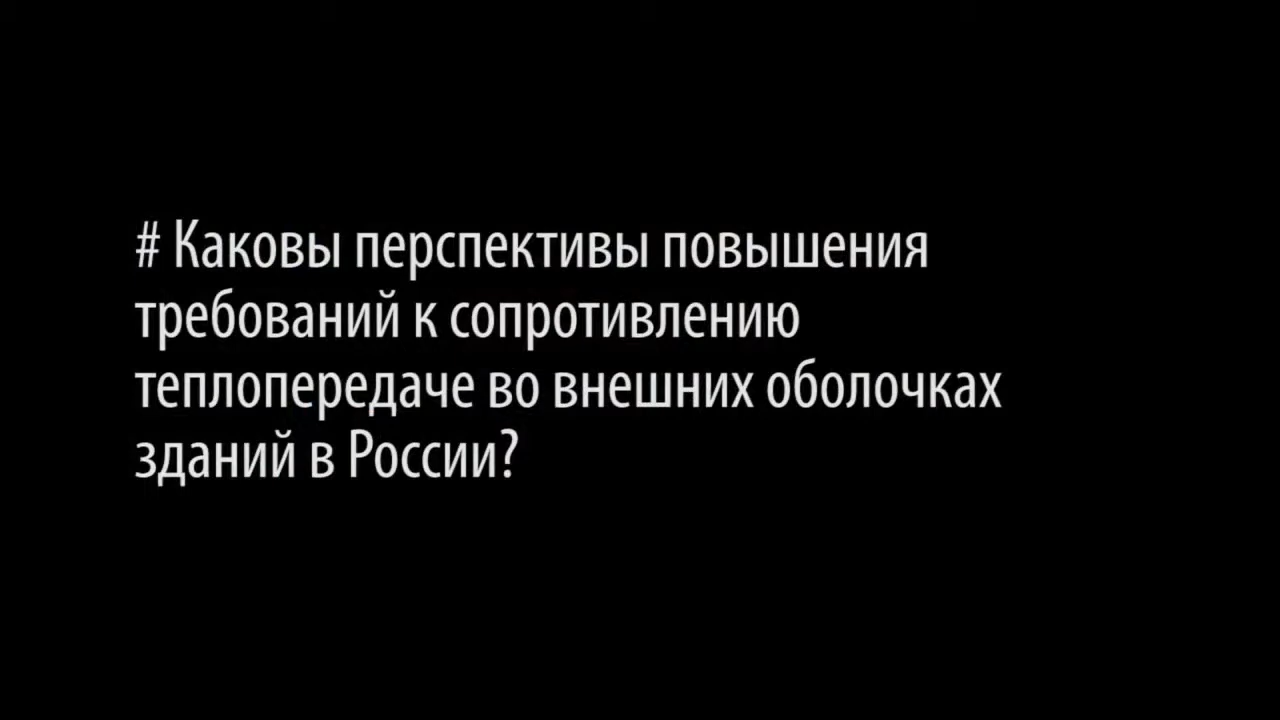 # Каковы перспективы повышения
требований к сопротивлению
теплопередаче во внешних оболочках
зданий в России?